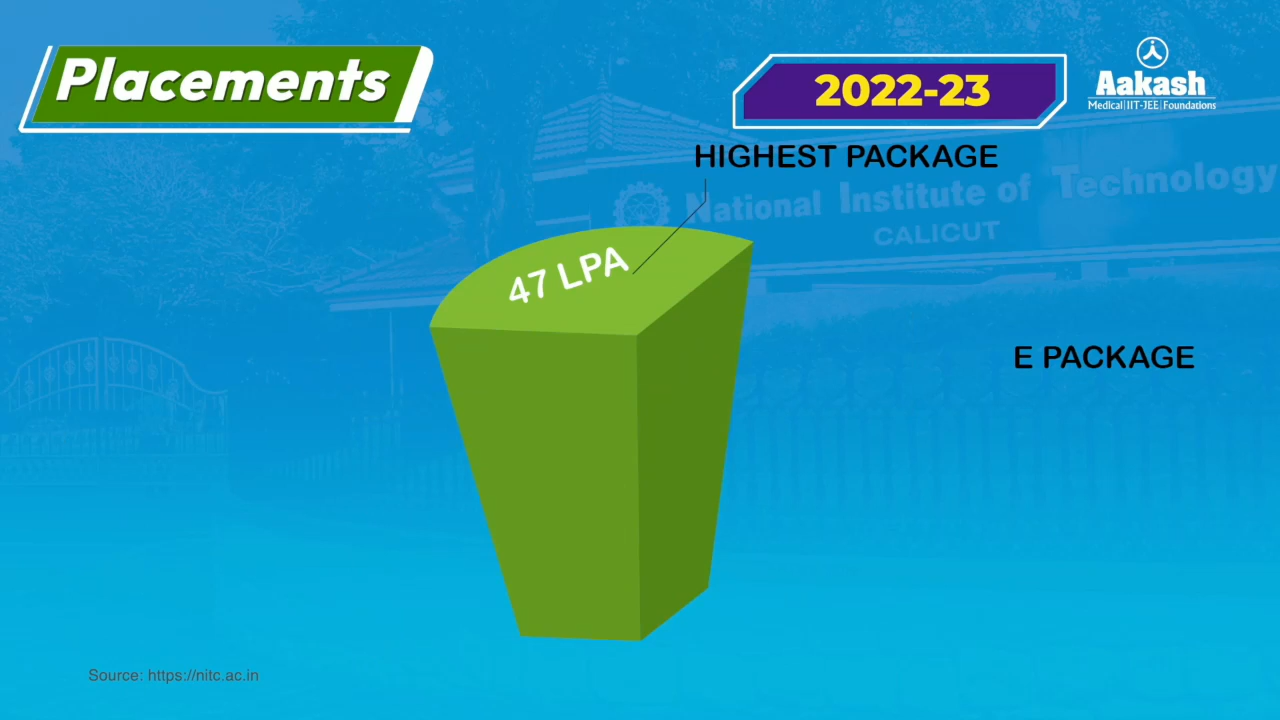 Placements
2022-23
Aakash
Medical|IIT-JEE|Foundations
HIGHEST PACKAGE
National Institute of Technology
CALICUT
47 LPA
E PACKAGE
Source: https://nitc.ac.in